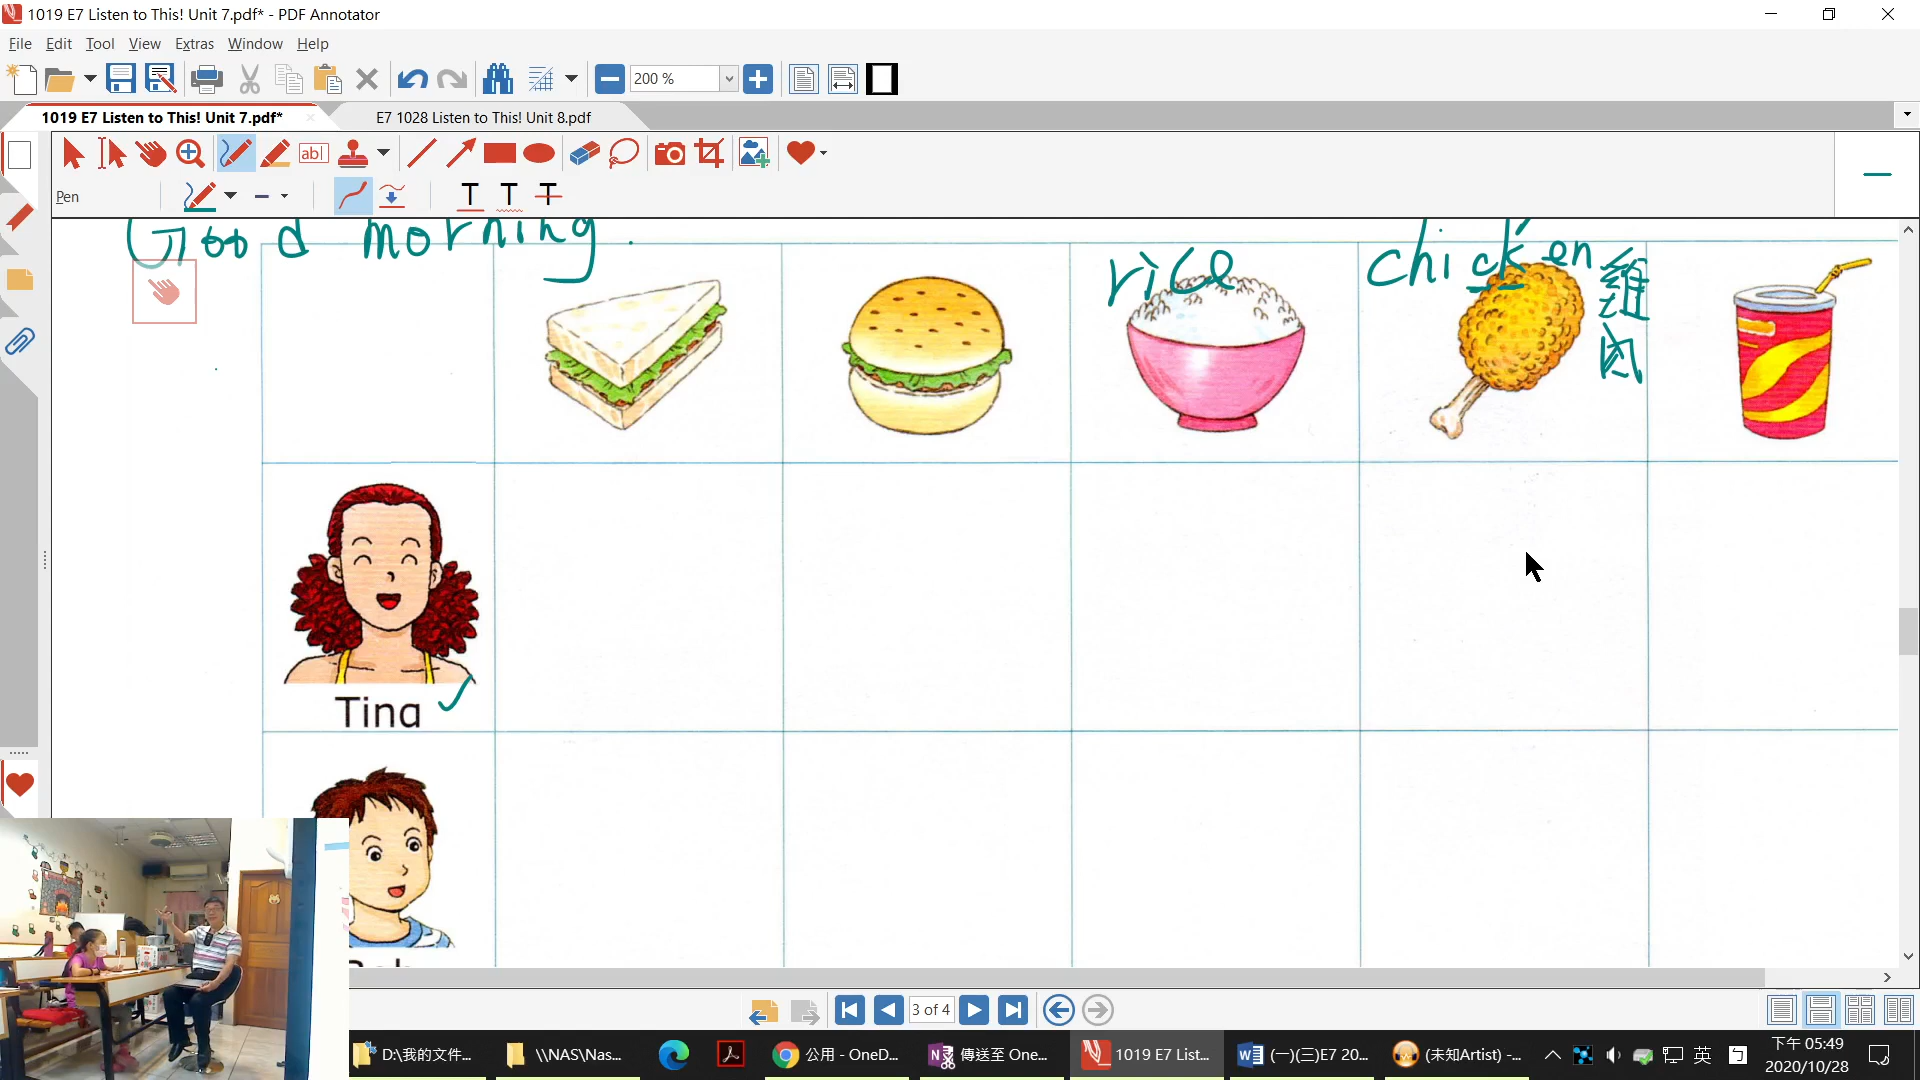 1019 E7 Listen to This! Unit 7.pdf* - PDF Annotator
File Edit Tool View Extras Window Help
200 %
1019 E7 Listen to This! Unit 7.pdf*
E7 1028 Listen to This! Unit 8.pdf
ab
Pen
T T T
Good morning.
rice
chicken
Tina
3 of 4
D:\我的文件...
\\NAS\Nas...
公用 - OneD...
傳送至 One...
1019 E7 List...
(一)(三)E7 20...
(未知Artist) -...
英
下午 05:49
2020/10/28